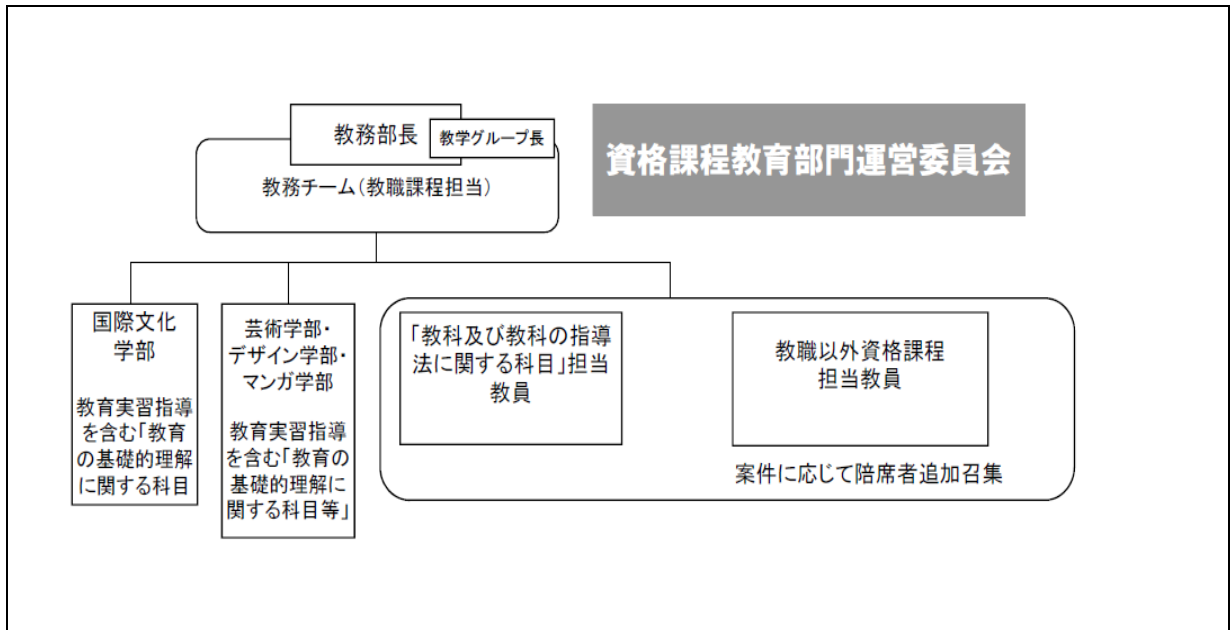 教務部長
教学グループ長
教務チーム(教職課程担当)
資格課程教育部門運営委員会
国際文化
学部
教育実習指導
を含む「教育
の基礎的理解
に関する科目
芸術学部・
デザイン学部・
マンガ学部
教育実習指導
を含む「教育の
基礎的理解に
関する科目等」
「教科及び教科の指導
法に関する科目」担当
教員
教職以外資格課程
担当教員
案件に応じて陪席者追加召集